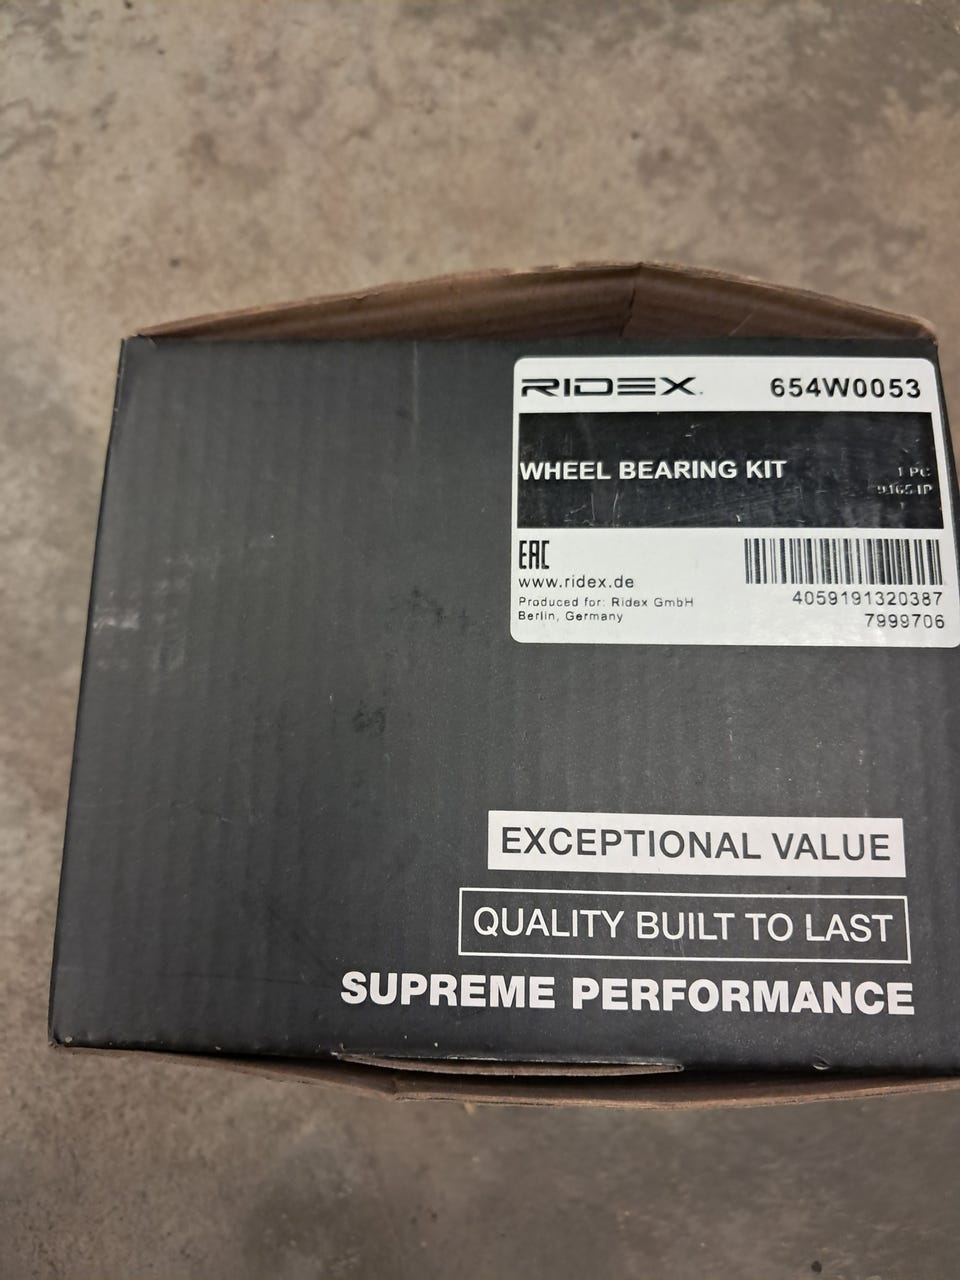 RIDEX 654W0053
WHEEL BEARING KIT
1 PC
EAC
www.ridex.de
Produced for: Ridex GmbH
Berlin, Germany
4059191320387
7999706
EXCEPTIONAL VALUE
QUALITY BUILT TO LAST
SUPREME PERFORMANCE